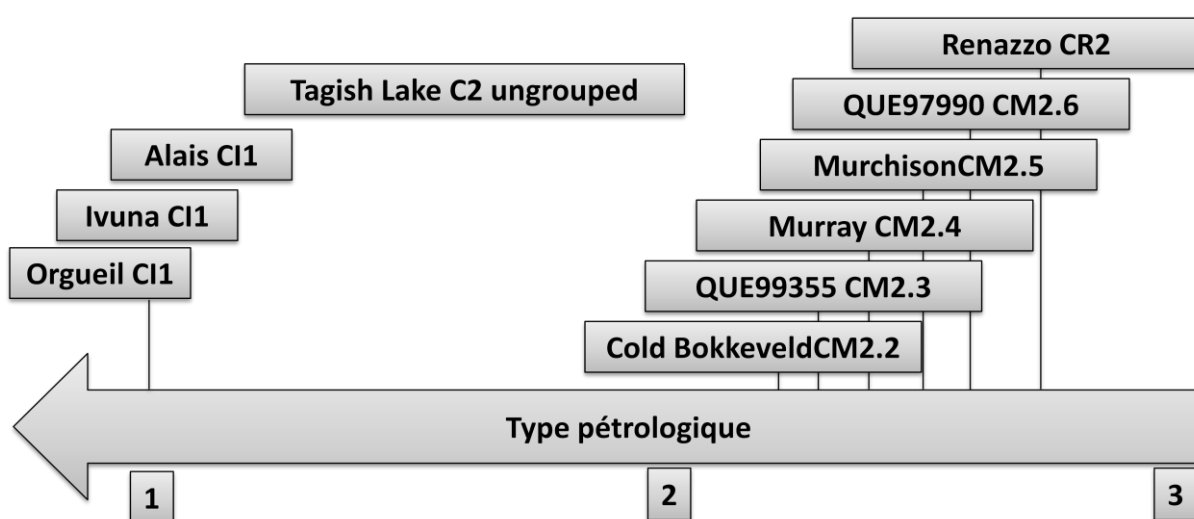 Renazzo CR2
Tagish Lake C2 ungrouped
QUE97990 CM2.6
Alais CI1
MurchisonCM2.5
Ivuna CI1
Murray CM2.4
Orgueil CI1
QUE99355 CM2.3
Cold BokkeveldCM2.2
Type pétrologique
1
2
3